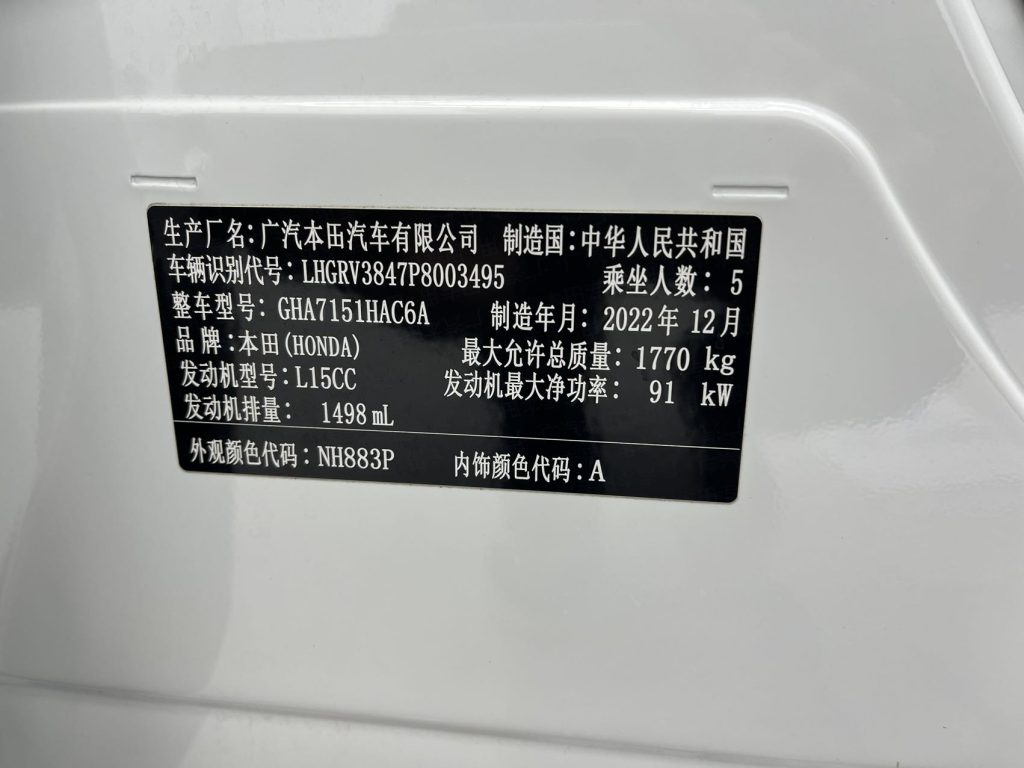 生产厂名:广汽本田汽车有限公司 制造国:中华人民共和国
车辆识别代号: LHGRV3847P8003495 乘坐人数: 5
整车型号: GHA7151HAC6A 制造年月: 2022年 12月
品 牌:本田(HONDA) 最大允许总质量: 1770 kg
发动机型号:L15CC 发动机最大净功率: 91 kW
发动机排量: 1498 mL
外观颜色代码:NH883P 内饰颜色代码:A